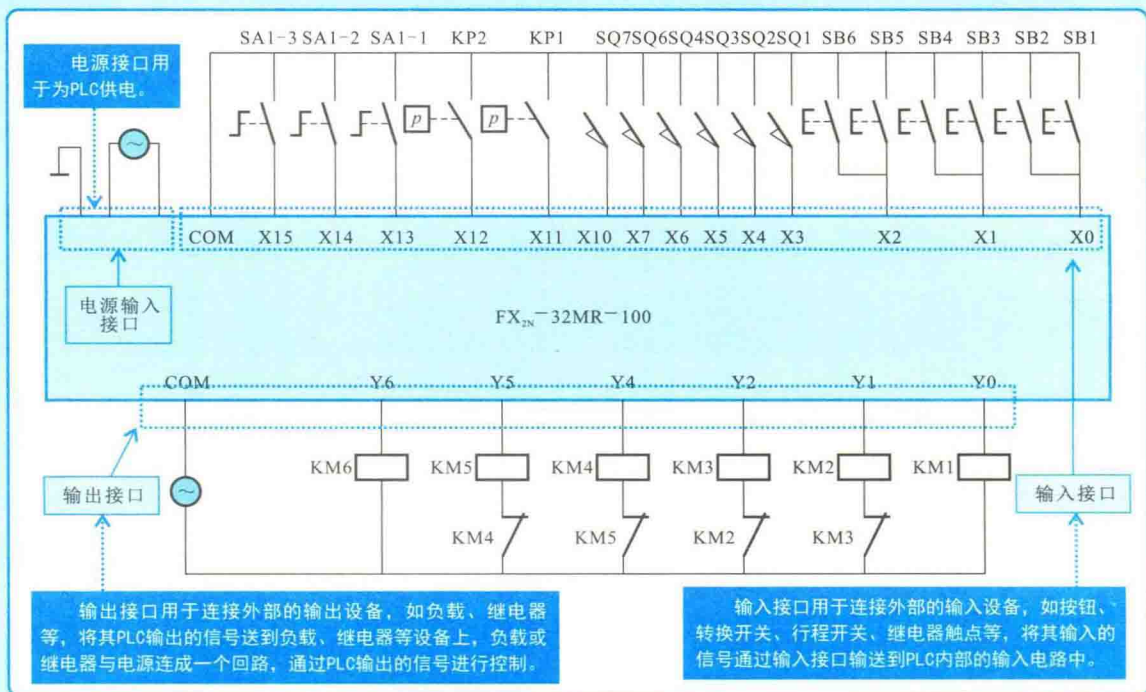 SA1-3 SA1-2 SA1-1 KP2 KP1 SQ7 SQ6 SQ4 SQ3 SQ2 SQ1 SB6 SB5 SB4 SB3 SB2 SB1
电源接口用
于为PLC供电。
p p
COM X15 X14 X13 X12 X11 X10 X7 X6 X5 X4 X3 X2 X1 X0
电源输入
接口
FX2N-32MR-100
COM Y6 Y5 Y4 Y2 Y1 Y0
KM6 KM5 KM4 KM3 KM2 KM1
输出接口
输入接口
KM4 KM5 KM2 KM3
输出接口用于连接外部的输出设备，如负载、继电器
等，将其PLC输出的信号送到负载、继电器等设备上，负载或
继电器与电源连成一个回路，通过PLC输出的信号进行控制。
输入接口用于连接外部的输入设备，如按钮、
转换开关、行程开关、继电器触点等，将其输入的
信号通过输入接口输送到PLC内部的输入电路中。